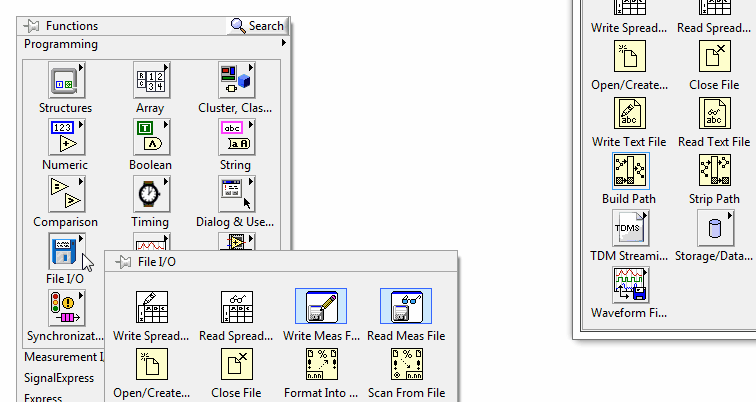 Functions
Search
Programming
Structures
Array
Cluster, Clas...
Numeric
Boolean
String
Comparison
Timing
Dialog & Use...
File I/O
Synchronizat...
Measurement I
SignalExpress
Express
File I/O
Write Spread...
Read Spread...
Write Meas F...
Read Meas File
Open/Create...
Close File
Format Into ...
Scan From File
Write Spread...
Read Spread...
Open/Create...
Close File
Write Text File
Read Text File
Build Path
Strip Path
TDMS
TDM Streami...
Storage/Data...
Waveform Fi...